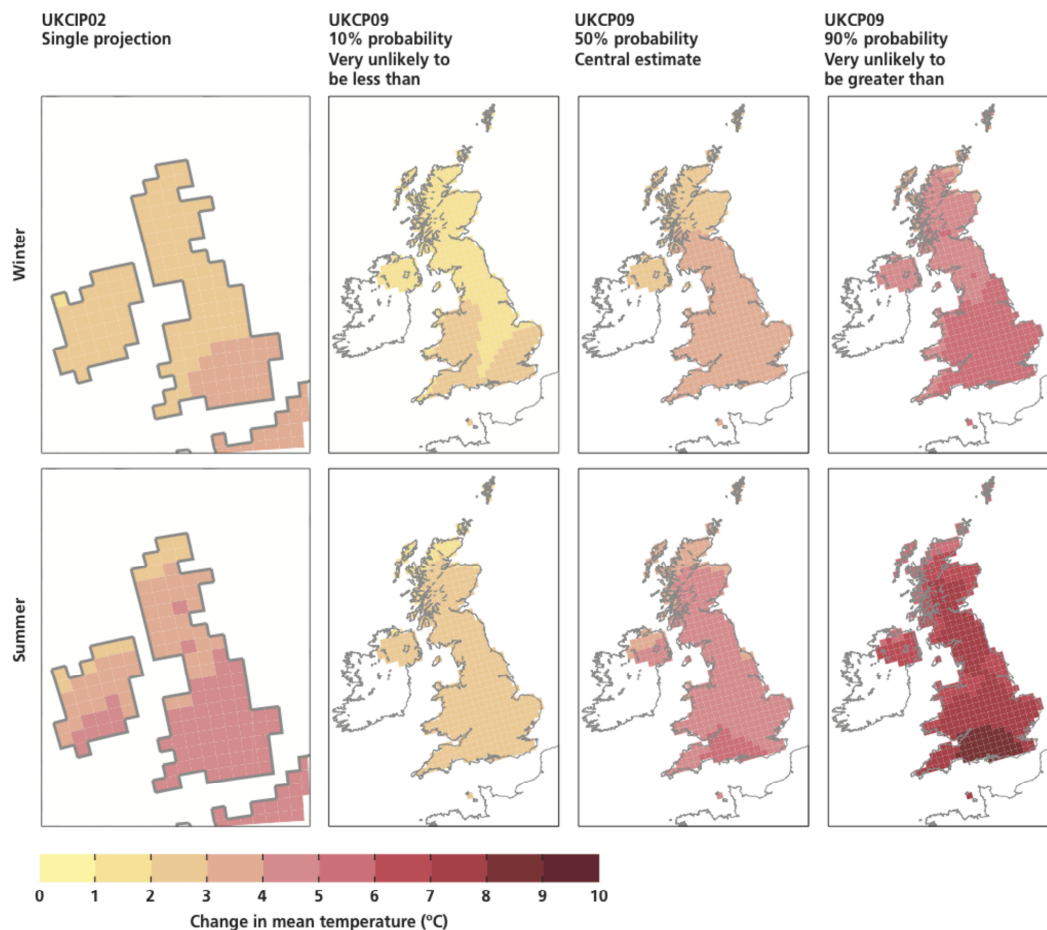 UKCIP02
Single projection
UKCP09
10% probability
Very unlikely to
be less than
UKCP09
50% probability
Central estimate
UKCP09
90% probability
Very unlikely to
be greater than
Winter
Summer
0 1 2 3 4 5 6 7 8 9 10
Change in mean temperature (ºC)